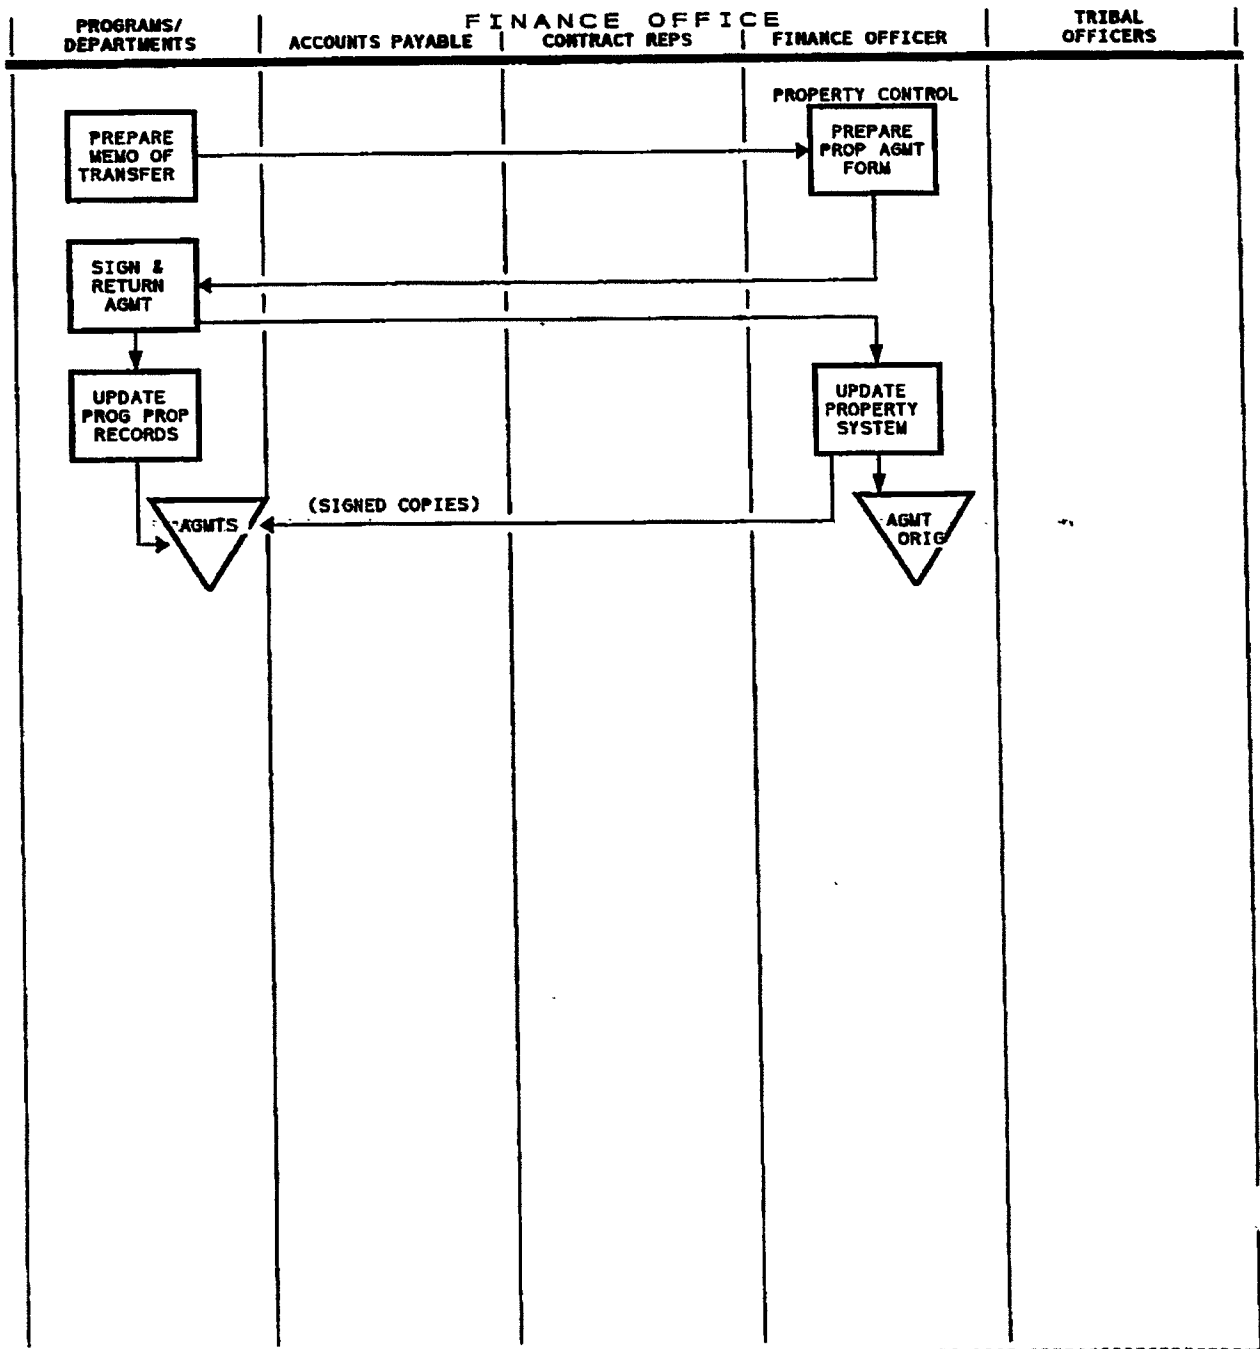 FINANCE OFFICE
PROGRAMS/
DEPARTMENTS
ACCOUNTS PAYABLE
CONTRACT REPS
FINANCE OFFICER
TRIBAL
OFFICERS
PROPERTY CONTROL
PREPARE
MEMO OF
TRANSFER
PREPARE
PROP AGMT
FORM
SIGN &
RETURN
AGMT
UPDATE
PROG PROP
RECORDS
UPDATE
PROPERTY
SYSTEM
(SIGNED COPIES)
AGMTS
AGMT
ORIG